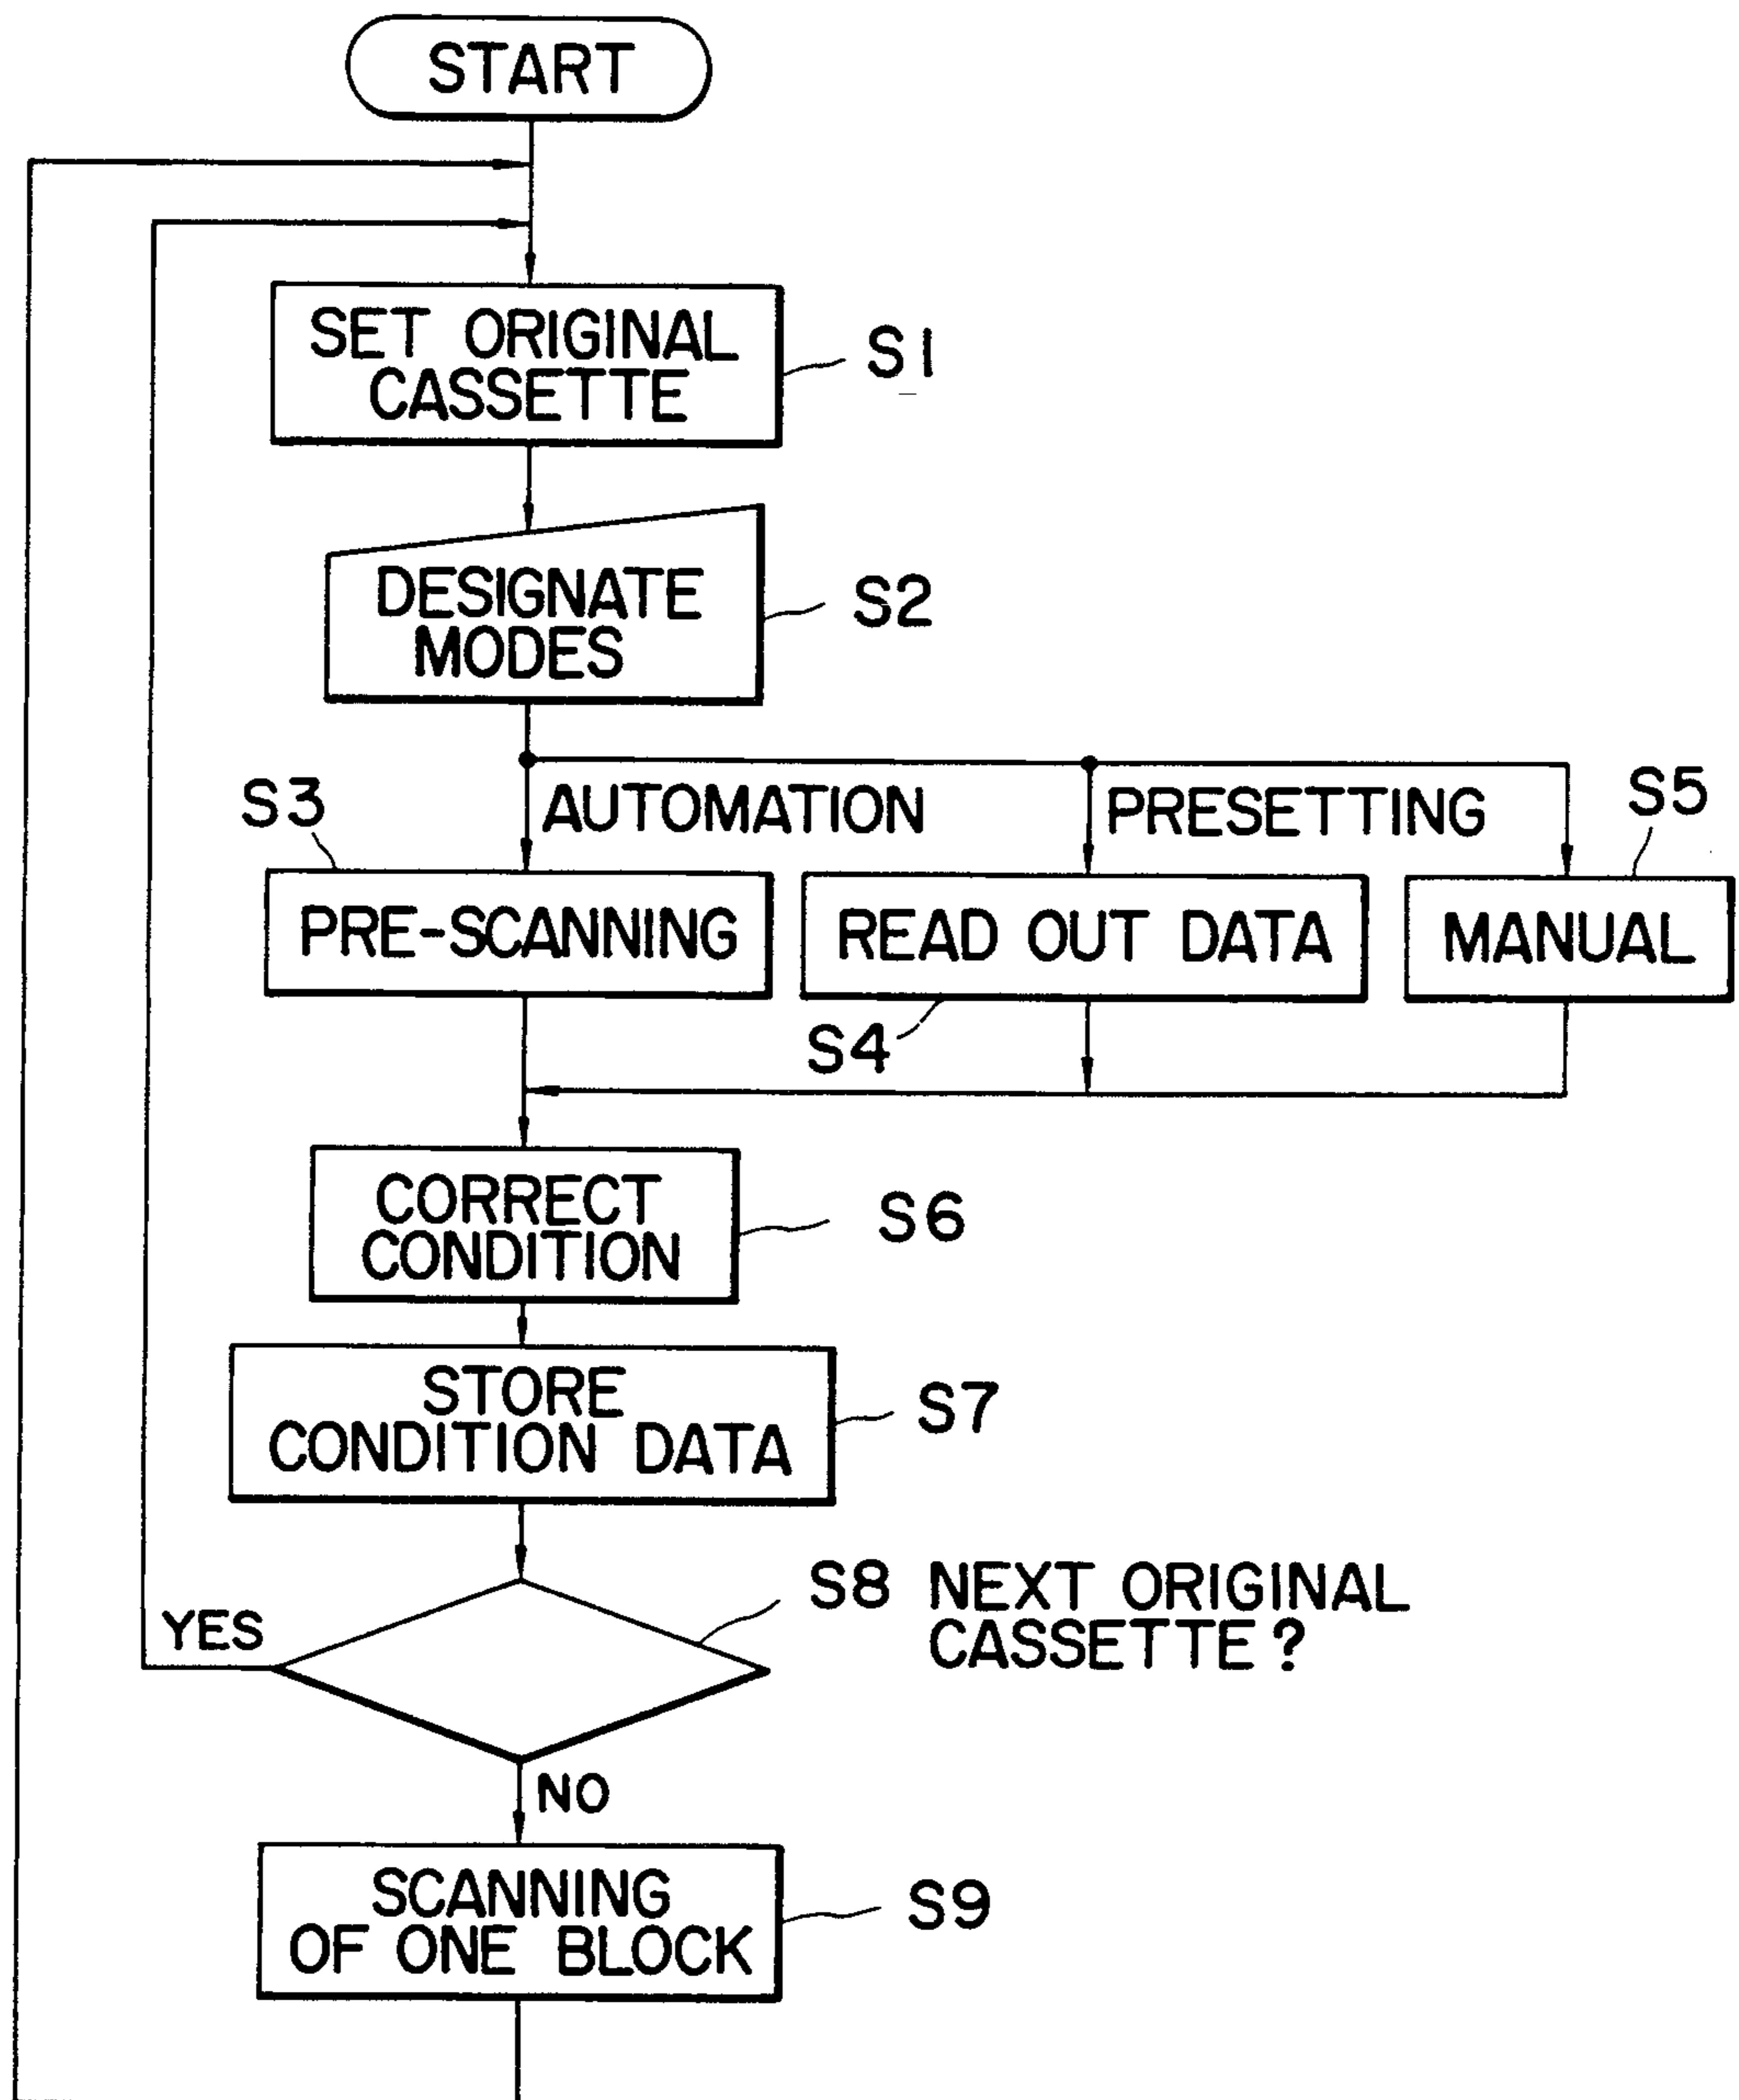 START
SET ORIGINAL
CASSETTE
S1
DESIGNATE
MODES
S2
S3
AUTOMATION
PRESETTING
S5
PRE-SCANNING
READ OUT DATA
MANUAL
S4
CORRECT
CONDITION
S6
STORE
CONDITION DATA
S7
S8 NEXT ORIGINAL
CASSETTE?
YES
NO
SCANNING
OF ONE BLOCK
S9